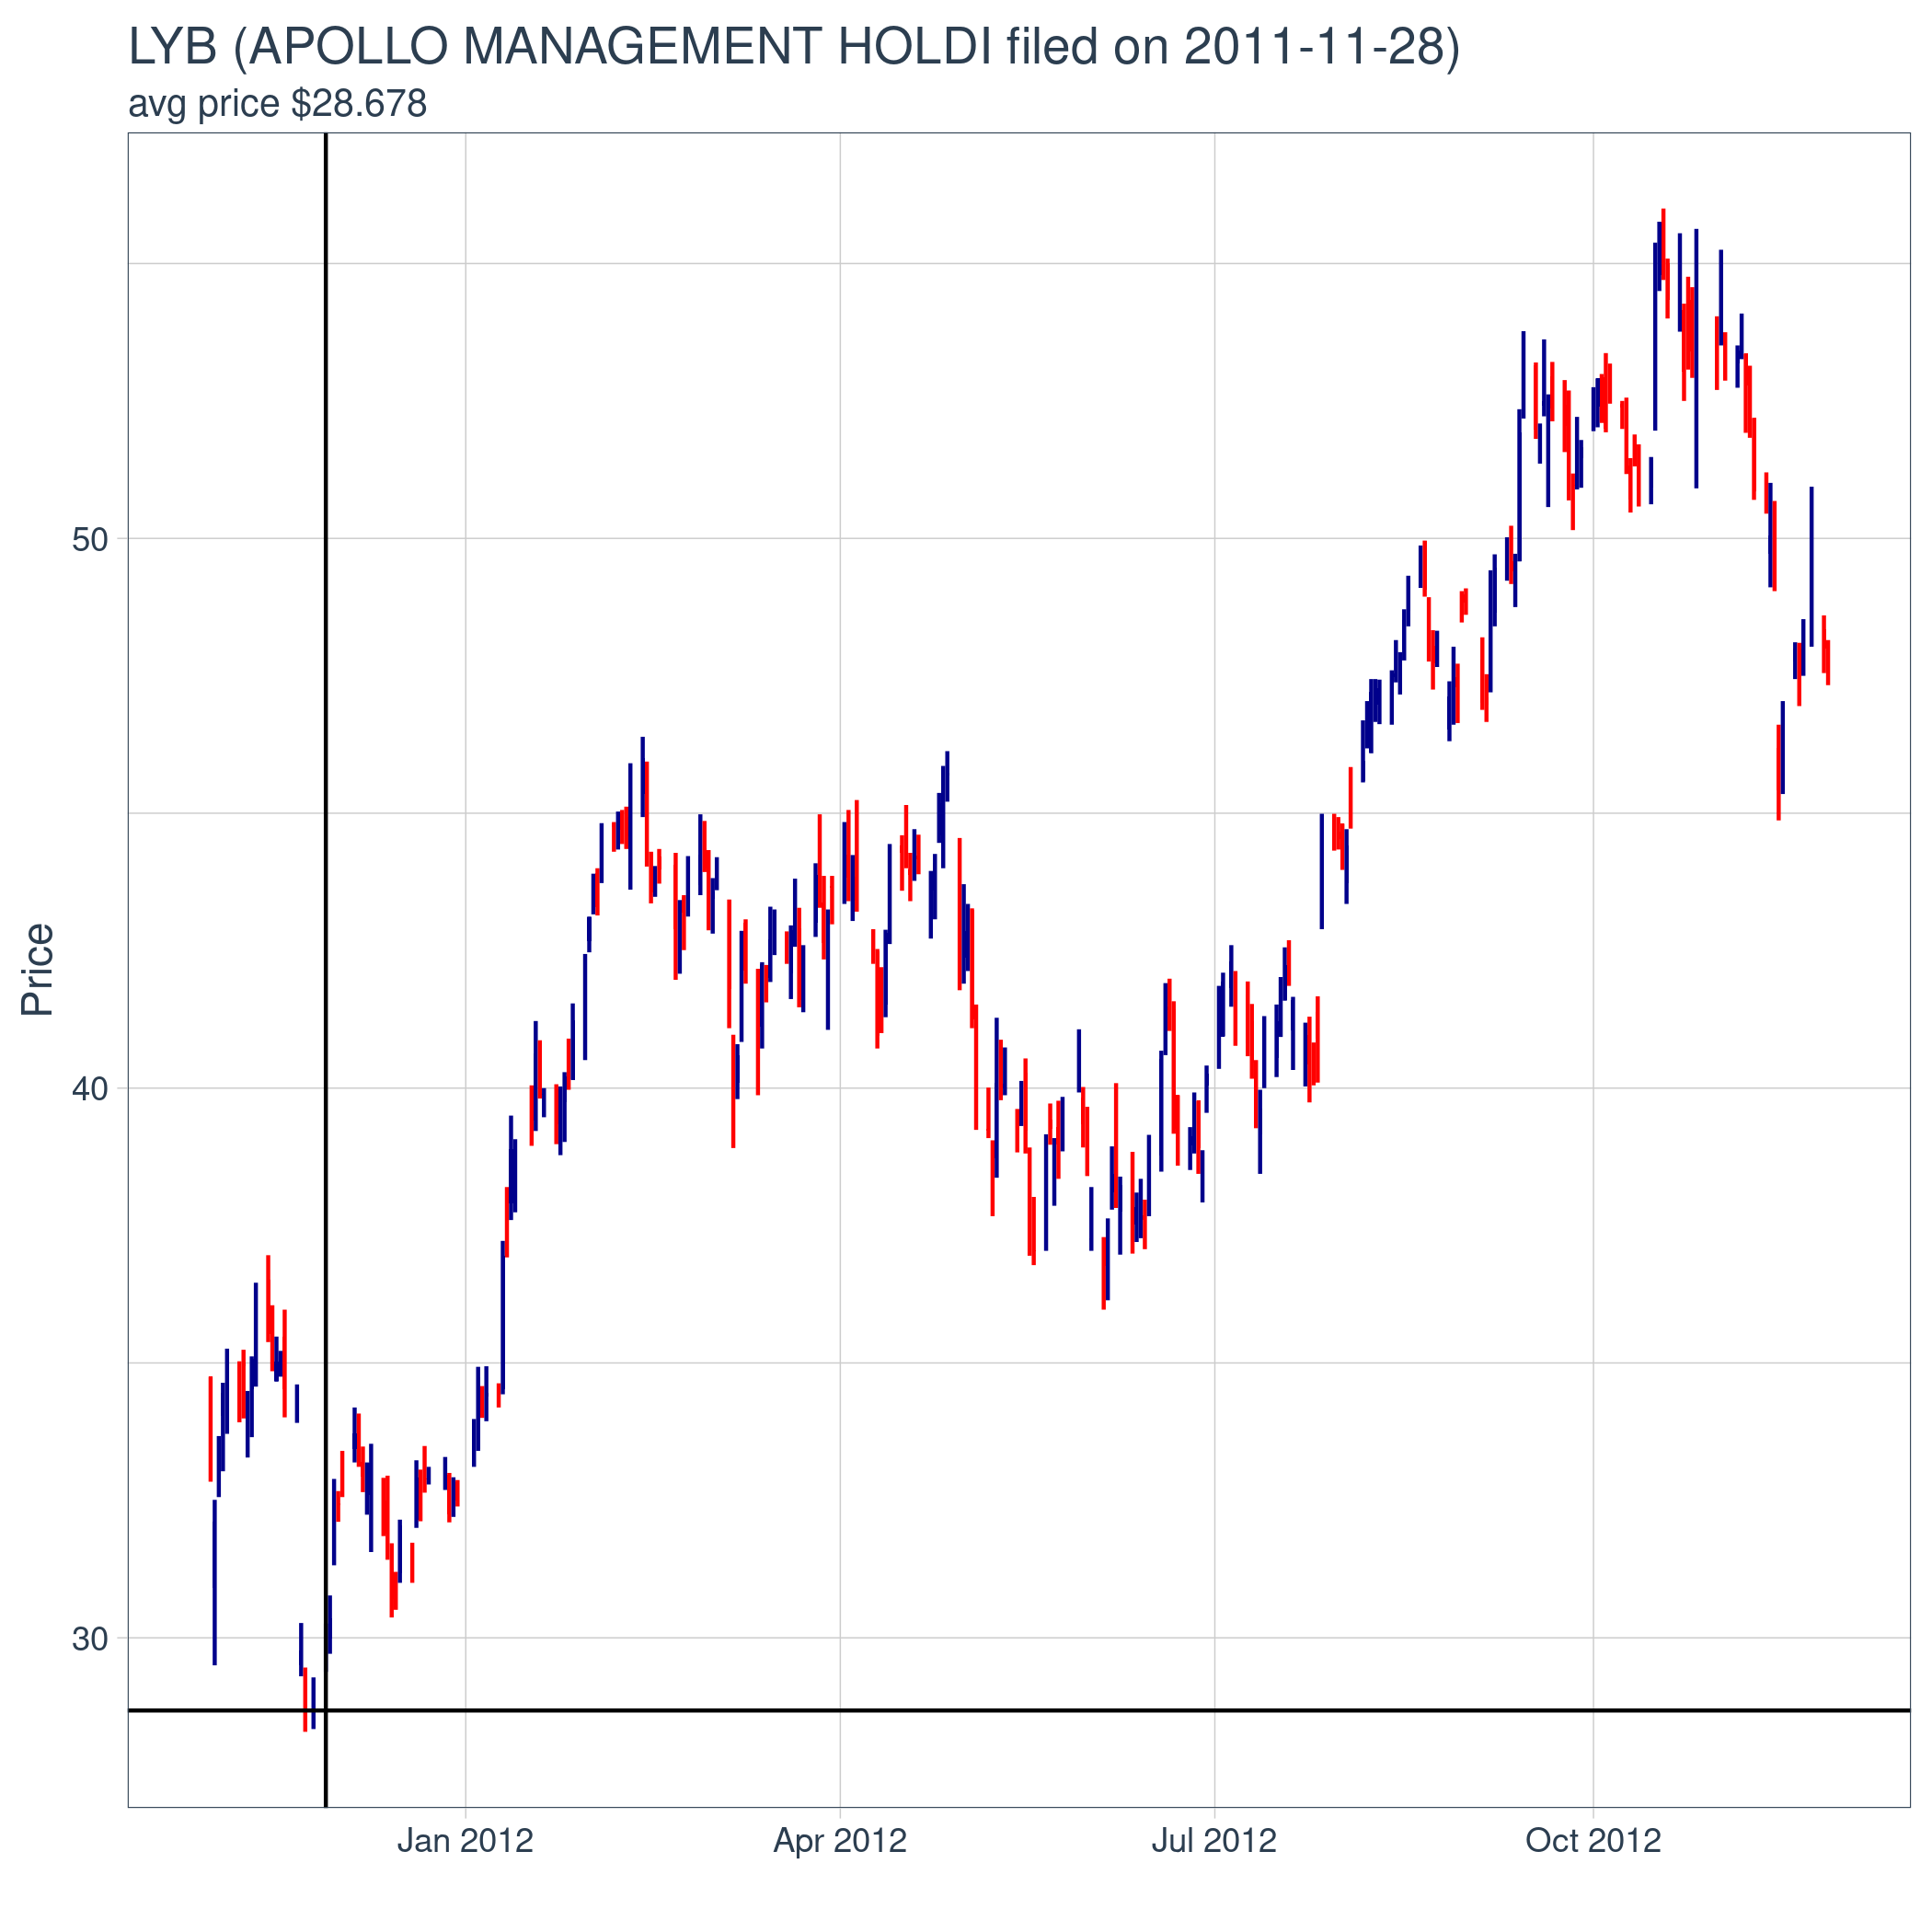 LYB (APOLLO MANAGEMENT HOLDI filed on 2011-11-28)
avg price $28.678
50
40
30
Price
Jan 2012
Apr 2012
Jul 2012
Oct 2012